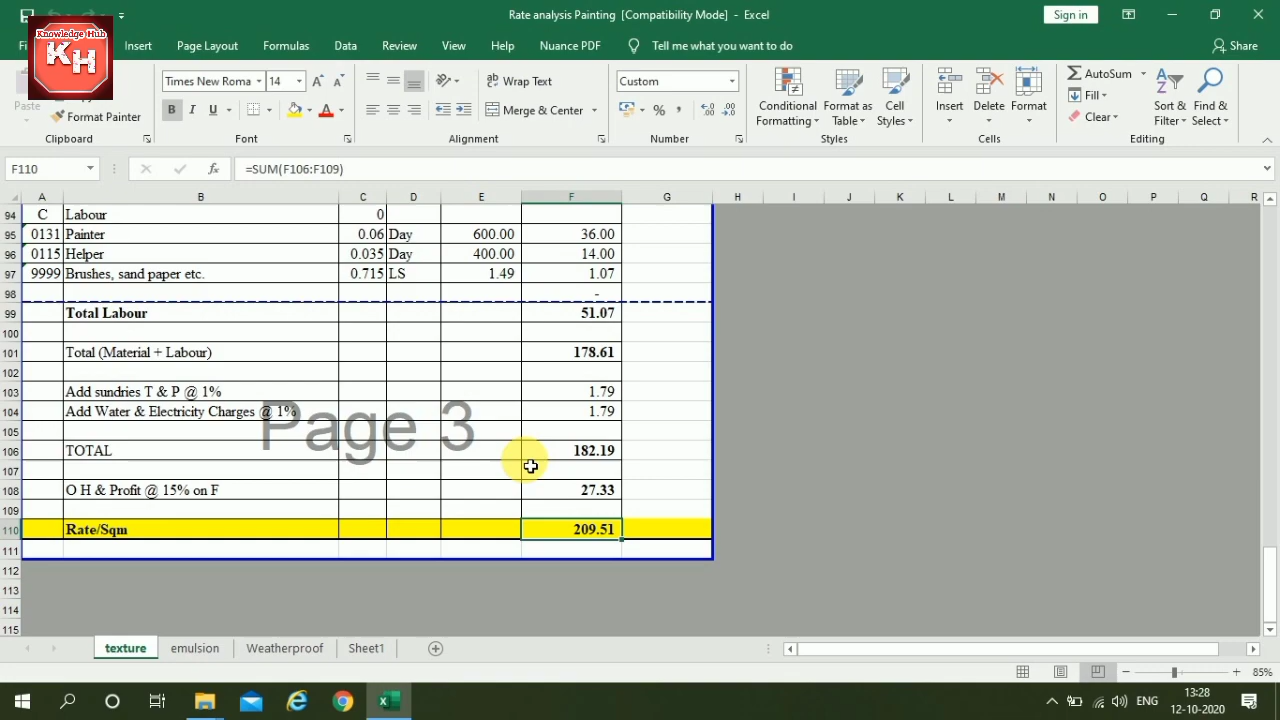 Rate analysis Painting [Compatibility Mode] - Excel
Sign in
Knowledge Hub
KH
Insert Page Layout Formulas Data Review View Help Nuance PDF Tell me what you want to do Share
Times New Roma 14 Wrap Text Custom AutoSum
Paste B I U Merge & Center % Conditional Formatting Format as Table Cell Styles Insert Delete Format Fill Sort & Filter Find & Select
Format Painter Clear
Clipboard Font Alignment Number Styles Cells Editing
F110 fx =SUM(F106:F109)
A B C D E F G H I J K L M N O P Q R
94 C Labour 0
95 0131 Painter 0.06 Day 600.00 36.00
96 0115 Helper 0.035 Day 400.00 14.00
97 9999 Brushes, sand paper etc. 0.715 LS 1.49 1.07
98 -
99 Total Labour 51.07
100
101 Total (Material + Labour) 178.61
102
103 Add sundries T & P @ 1% 1.79
104 Add Water & Electricity Charges @ 1% 1.79
Page 3
105
106 TOTAL 182.19
107
108 O H & Profit @ 15% on F 27.33
109
110 Rate/Sqm 209.51
111
112
113
114
115
texture emulsion Weatherproof Sheet1
85%
ENG 13:28
12-10-2020